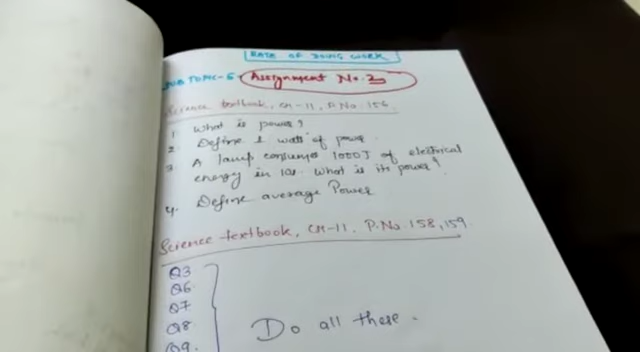 RATE OF DOING WORK
SUB TOPIC-6 Assignment No.3
Science textbook, CH-11, P.No. 156.
1. What is power?
2. Define 1 watt of power.
3. A lamp consumes 1000J of electrical
energy in 10s. What is its power?
4. Define average Power
Science textbook, CH-11. P.No. 158, 159.
Q3
Q6
Q7
Q8
Q9.
Do all these.